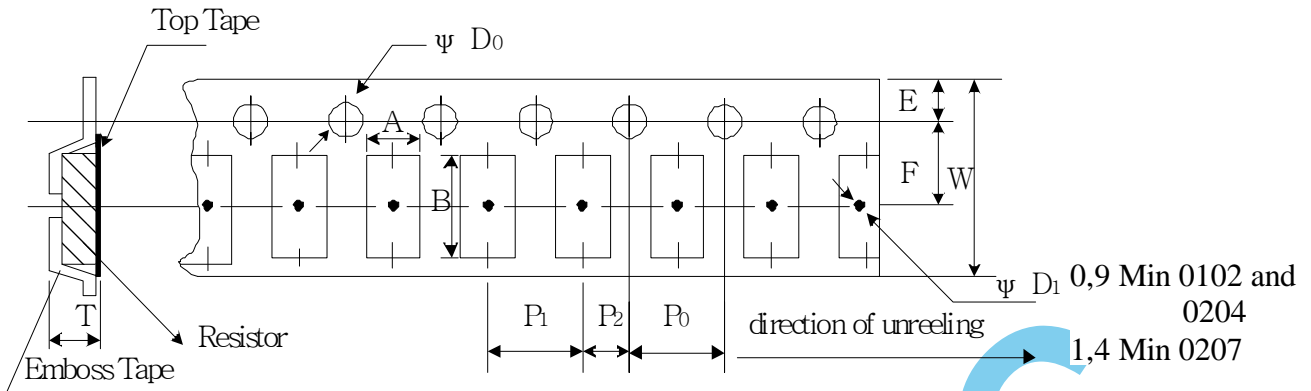 Top Tape
ψ D0
A
E
F
W
B
T
Resistor
Emboss Tape
P1
P2
P0
direction of unreeling
ψ D1
0,9 Min 0102 and
0204
1,4 Min 0207